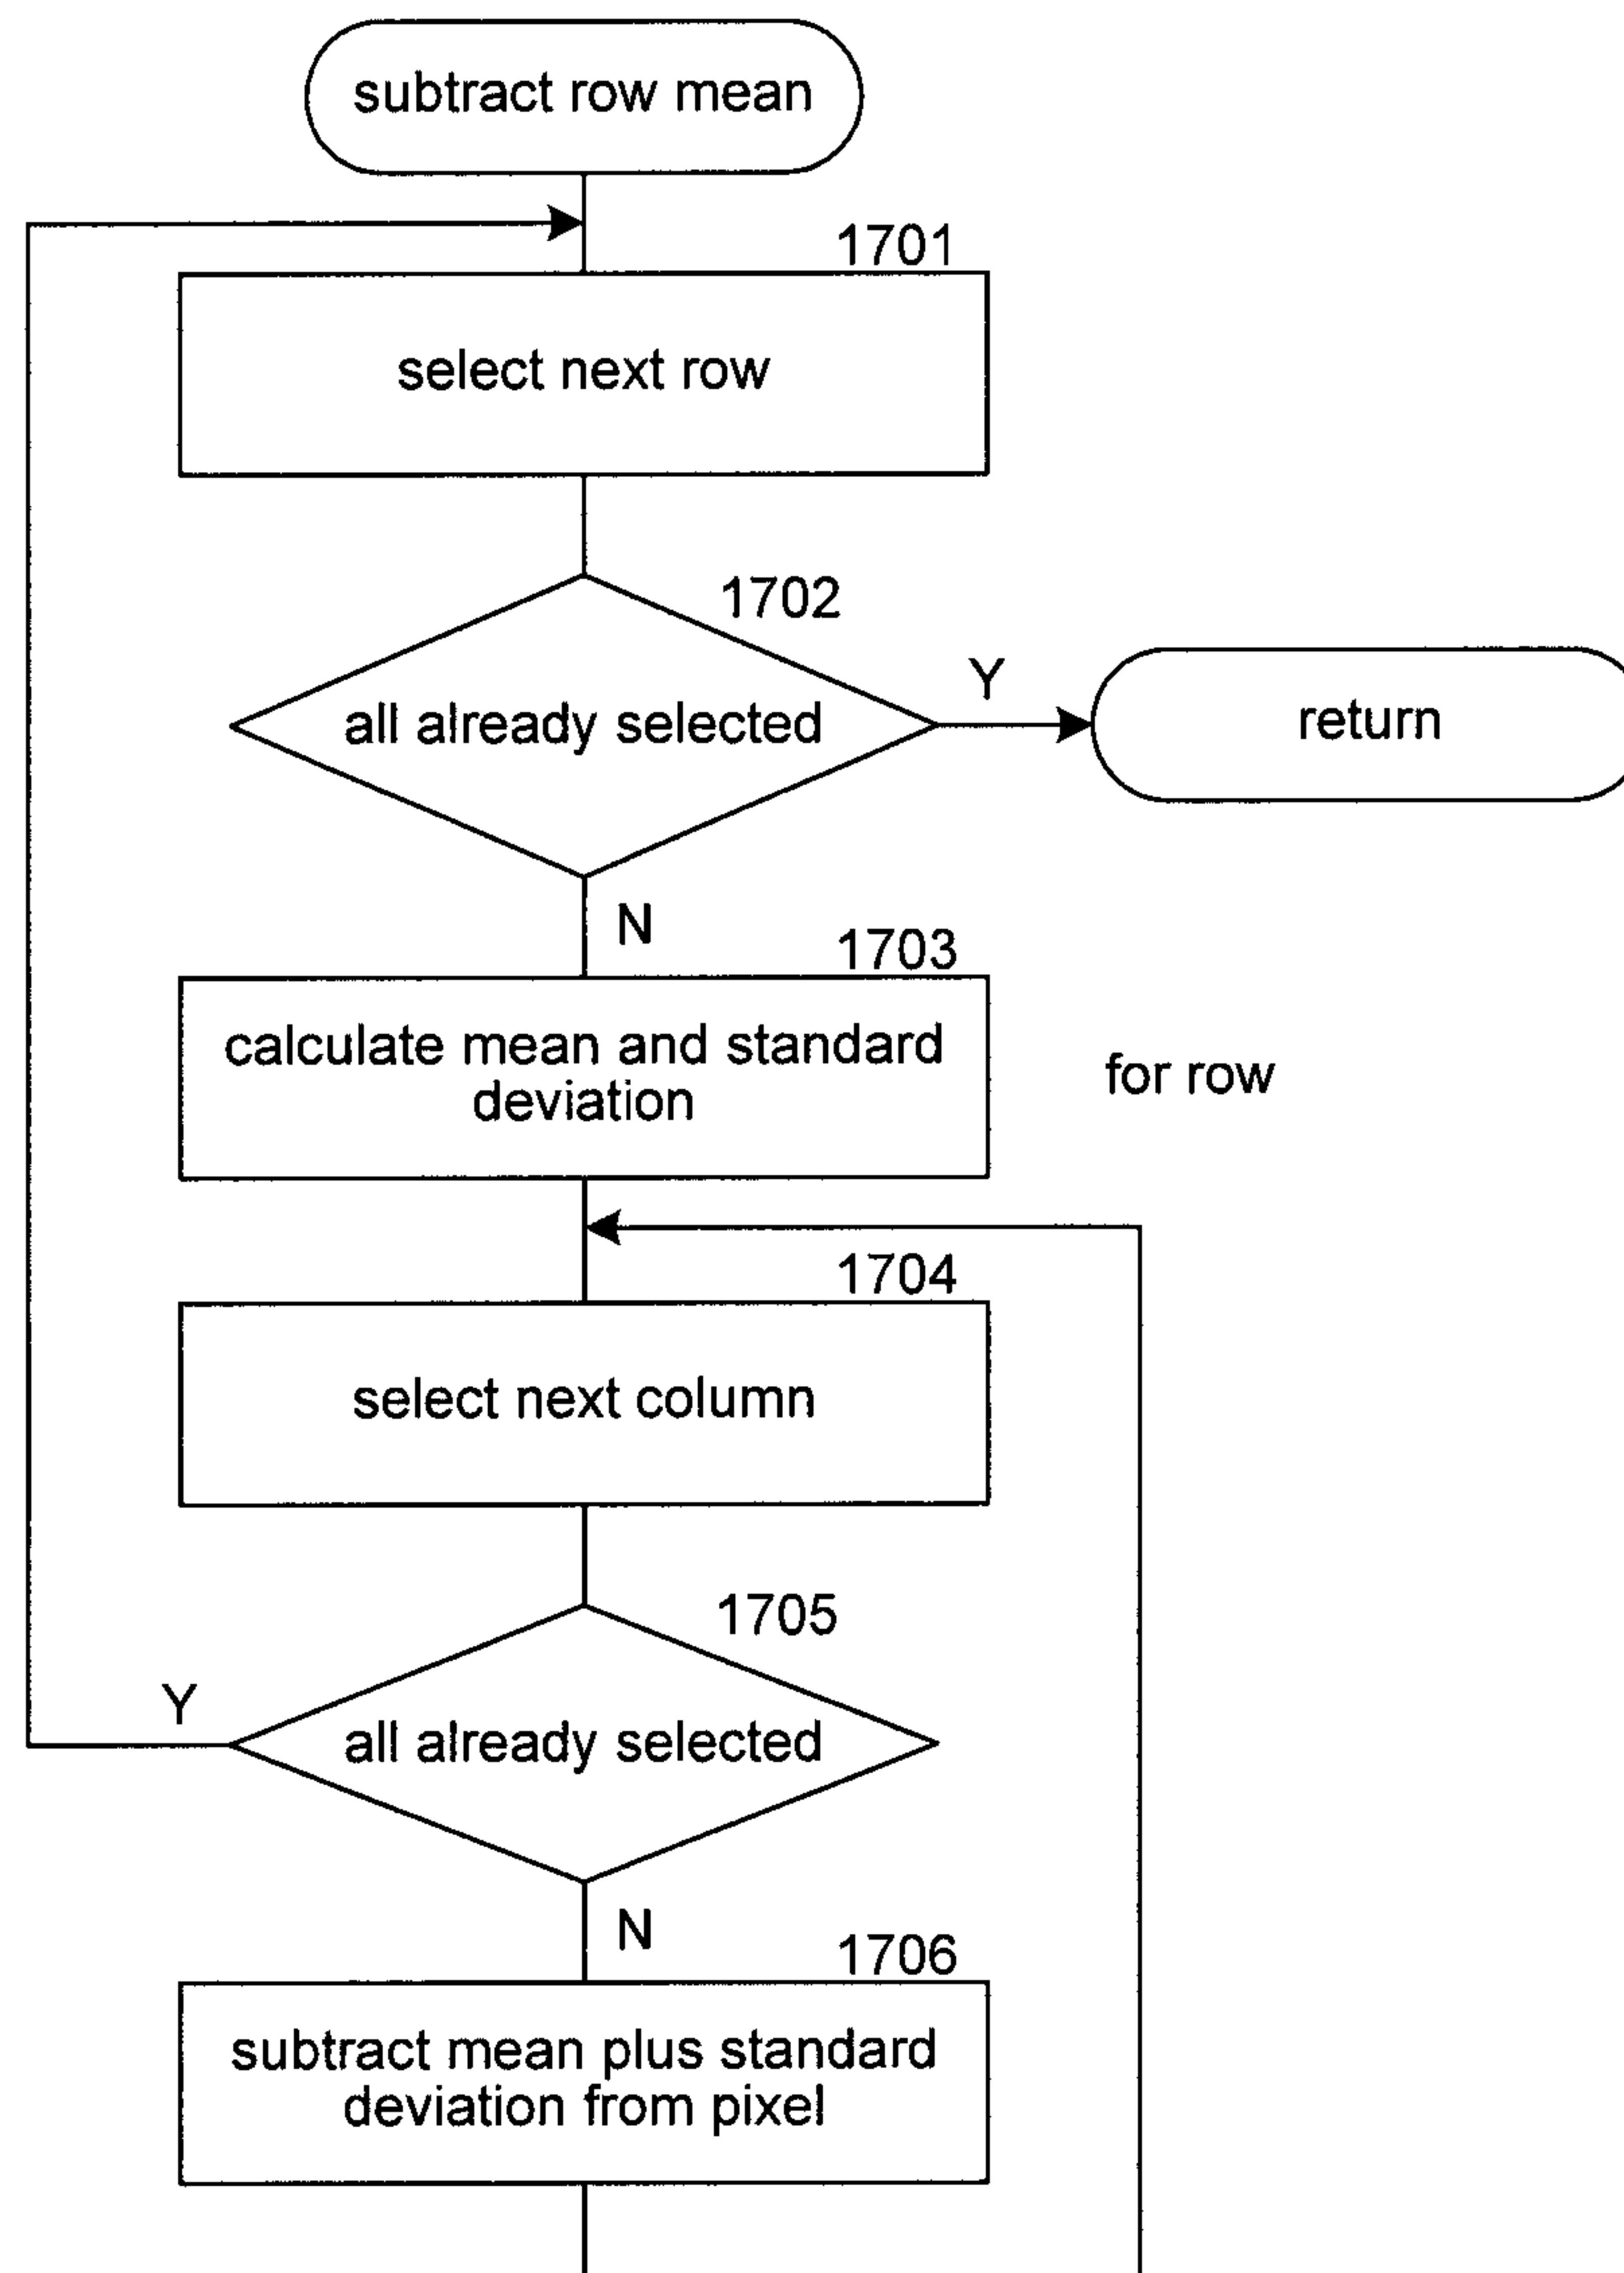 subtract row mean
1701
select next row
1702
all already selected
Y
return
N
1703
calculate mean and standard
deviation
for row
1704
select next column
1705
Y
all already selected
N
1706
subtract mean plus standard
deviation from pixel